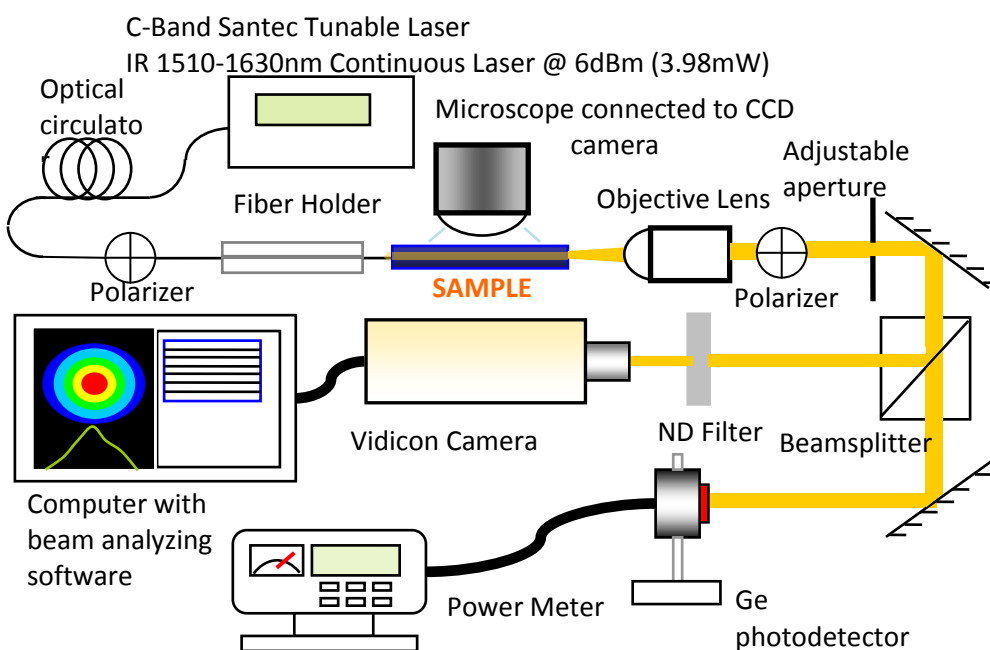 C-Band Santec Tunable Laser
IR 1510-1630nm Continuous Laser @ 6dBm (3.98mW)
Optical
circulato
r
Microscope connected to CCD
camera
Adjustable
aperture
Fiber Holder
Objective Lens
Polarizer
SAMPLE
Polarizer
Vidicon Camera
ND Filter
Beamsplitter
Computer with
beam analyzing
software
Power Meter
Ge
photodetector